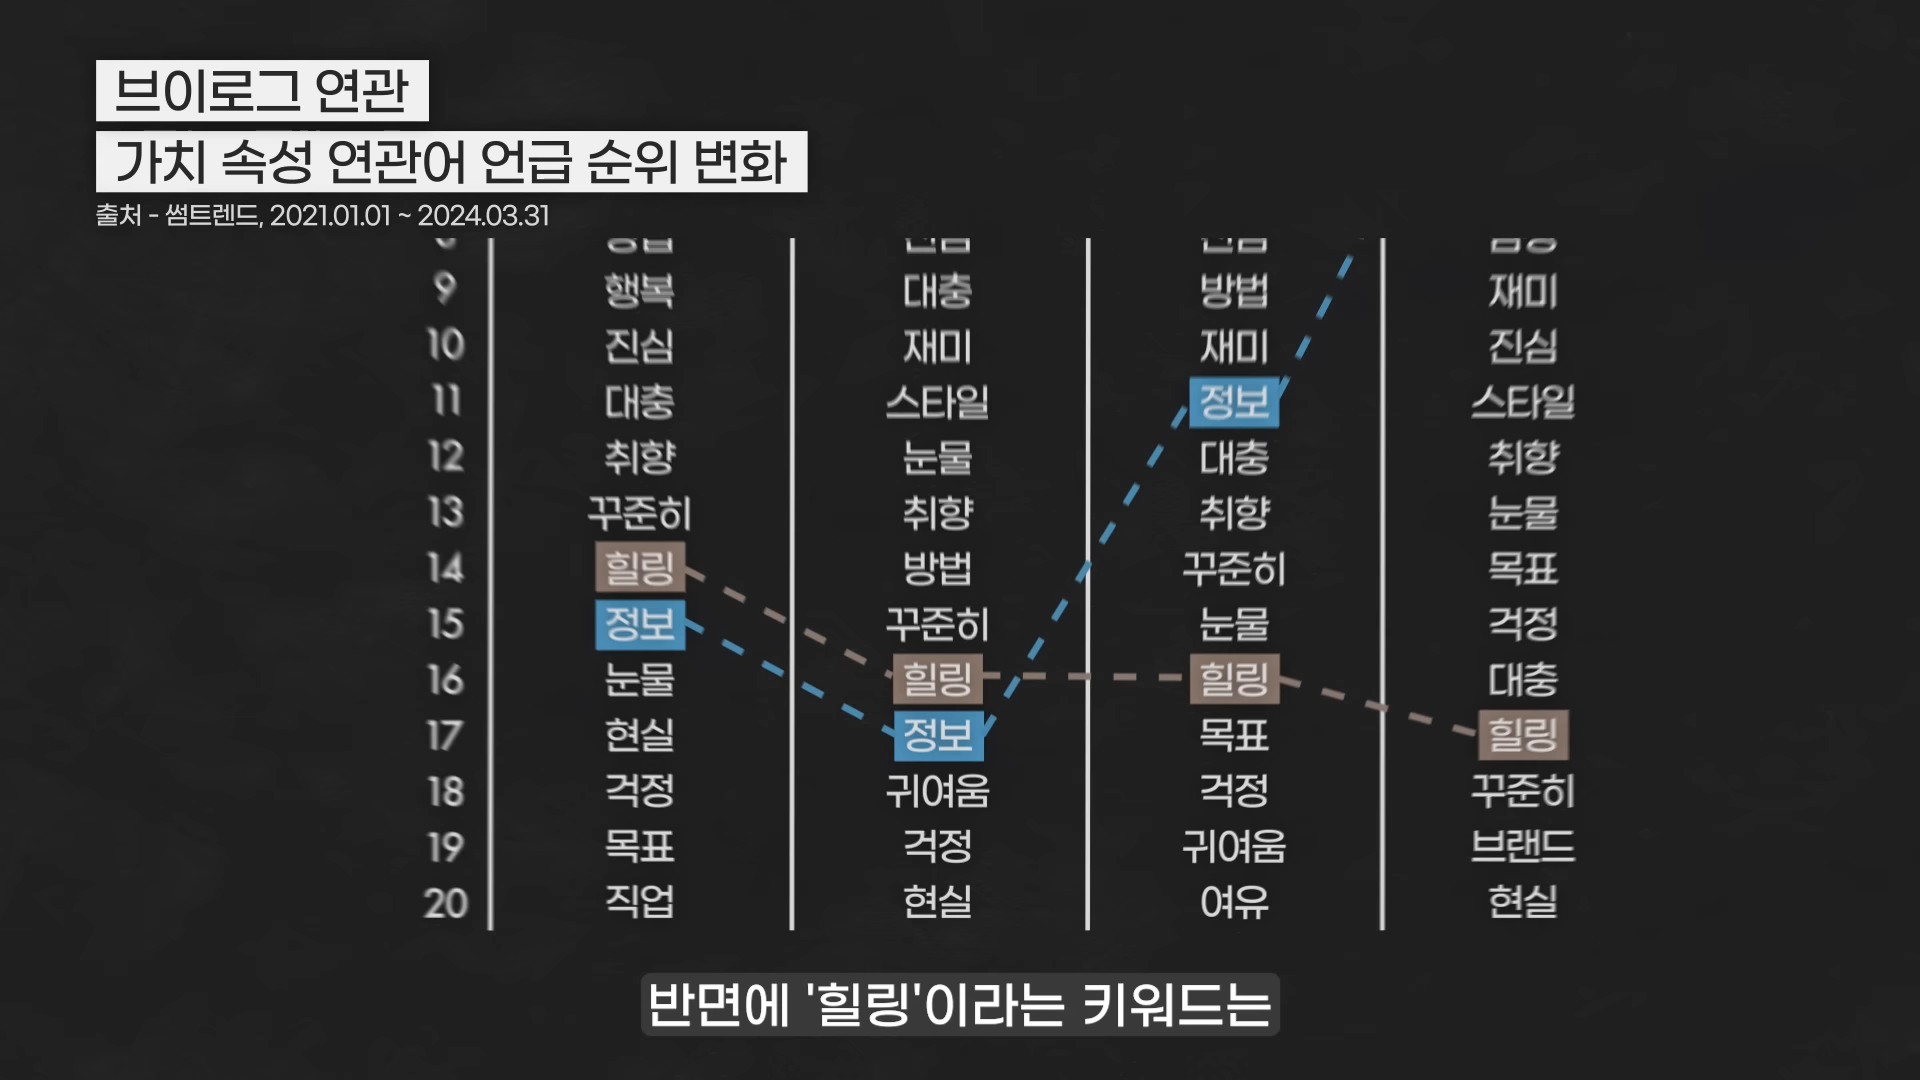 브이로그 연관
가치 속성 연관어 언급 순위 변화
출처 - 썸트렌드, 2021.01.01 ~ 2024.03.31
9 행복 대충 방법 재미
10 진심 재미 재미 진심
11 대충 스타일 정보 스타일
12 취향 눈물 대충 취향
13 꾸준히 취향 취향 눈물
14 힐링 방법 꾸준히 목표
15 정보 꾸준히 눈물 걱정
16 눈물 힐링 힐링 대충
17 현실 정보 목표 힐링
18 걱정 귀여움 걱정 꾸준히
19 목표 걱정 귀여움 브랜드
20 직업 현실 여유 현실
반면에 '힐링'이라는 키워드는